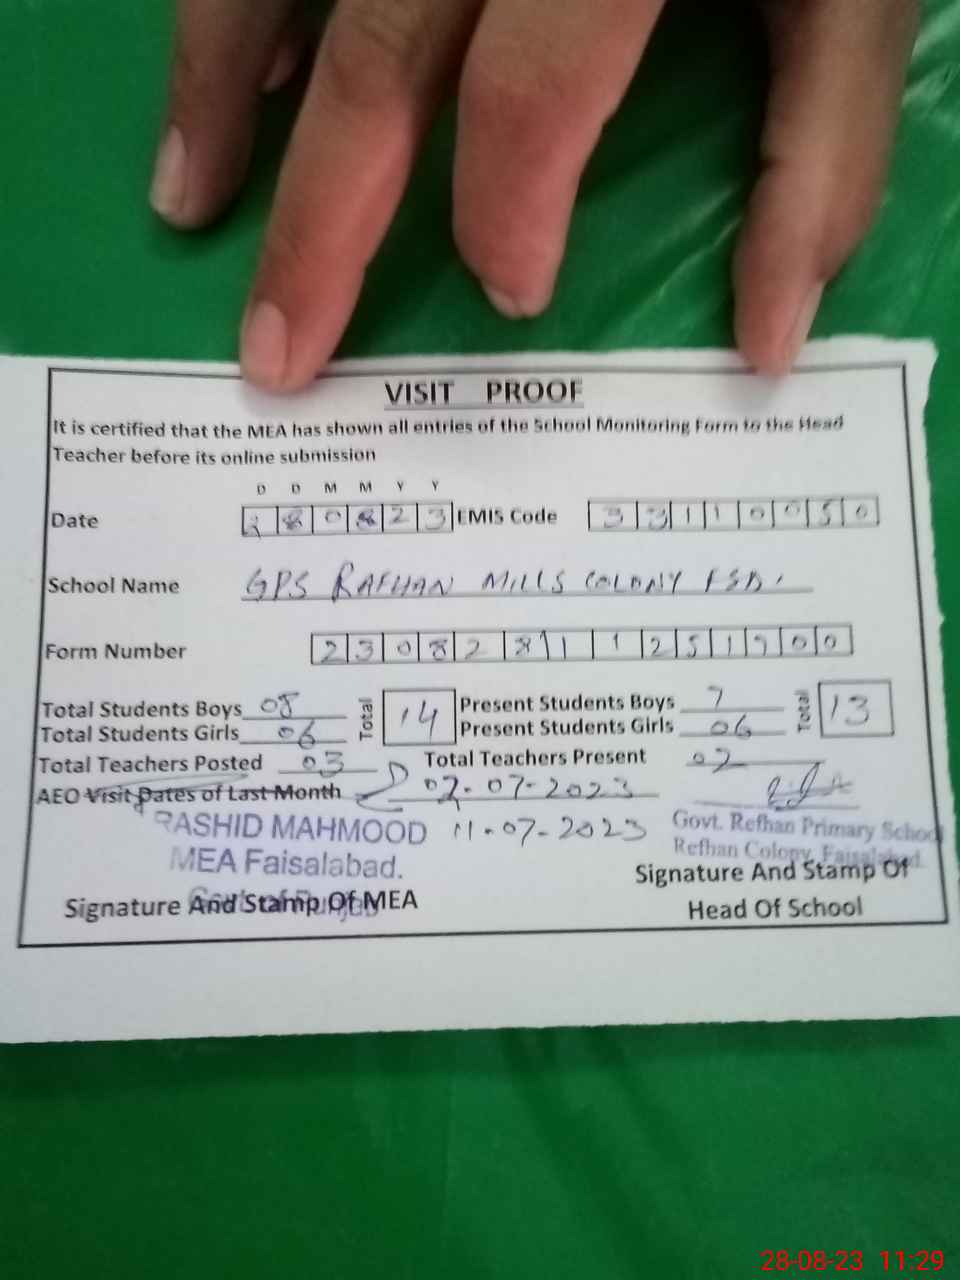 VISIT PROOF
It is certified that the MEA has shown all entries of the School Monitoring Form to the Head
Teacher before its online submission
D D M M Y Y
Date 2 8 0 8 2 3 EMIS Code 3 3 1 1 0 0 5 0
School Name GPS RAFHAN MILLS COLONY FSD.
Form Number 2 3 0 8 2 8 1 1 2 5 1 9 0 0
Total Students Boys 08 Total 14 Present Students Boys 7 Total 13
Total Students Girls 06 Present Students Girls 06
Total Teachers Posted 03 Total Teachers Present 02
AEO Visit Dates of Last Month 07-07-2023
RASHID MAHMOOD 11-07-2023 Govt. Refhan Primary School
MEA Faisalabad. Refhan Colony, Faisalabad.
Signature And Stamp Of
Signature And Stamp Of MEA Head Of School
28-08-23 11:29